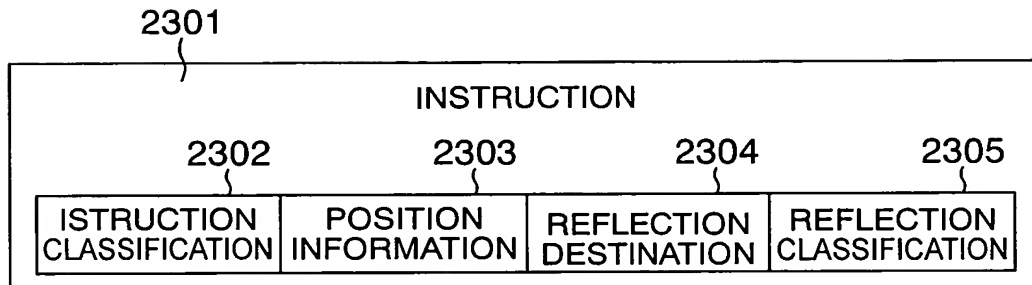 2301
INSTRUCTION
2302 2303 2304 2305
ISTRUCTION POSITION REFLECTION REFLECTION
CLASSIFICATION INFORMATION DESTINATION CLASSIFICATION